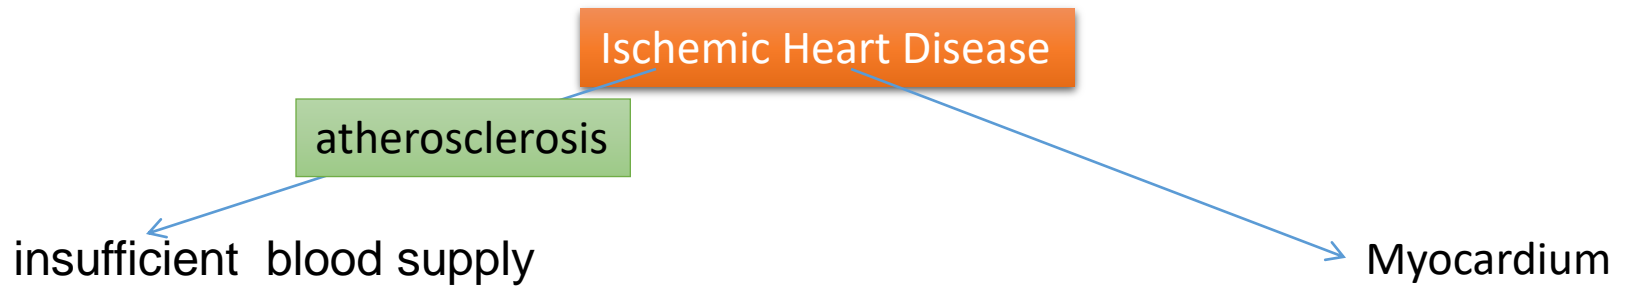 Ischemic Heart Disease
atherosclerosis
insufficient  blood supply
Myocardium